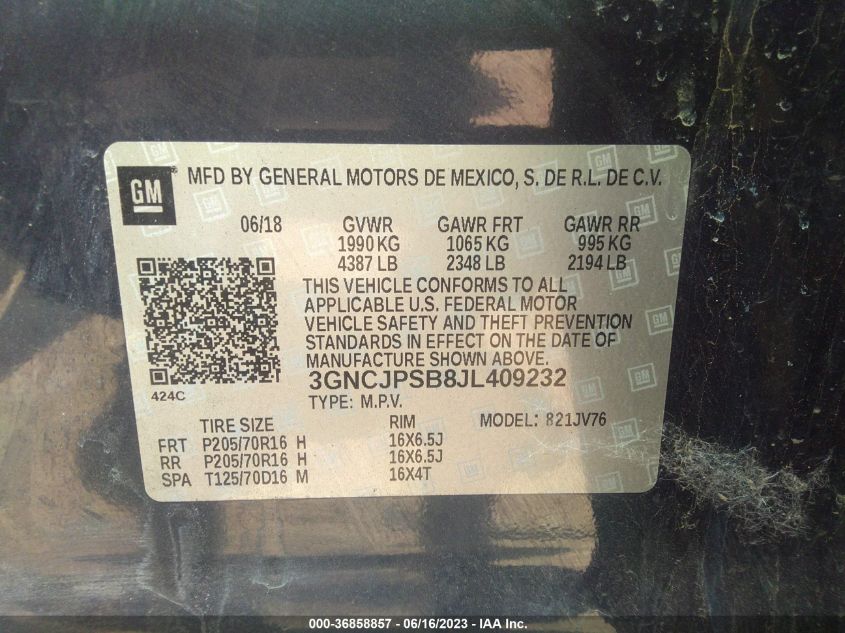 GM ® MFD BY GENERAL MOTORS DE MEXICO, S. DE R.L. DE C.V.
06/18 GVWR GAWR FRT GAWR RR
1990 KG 1065 KG 995 KG
4387 LB 2348 LB 2194 LB
THIS VEHICLE CONFORMS TO ALL
APPLICABLE U.S. FEDERAL MOTOR
VEHICLE SAFETY AND THEFT PREVENTION
STANDARDS IN EFFECT ON THE DATE OF
MANUFACTURE SHOWN ABOVE.
3GNCJPSB8JL409232
424C
TYPE: M.P.V. MODEL: 821JV76
TIRE SIZE RIM
FRT P205/70R16 H 16X6.5J
RR P205/70R16 H 16X6.5J
SPA T125/70D16 M 16X4T
000-36858857 - 06/16/2023 - IAA Inc.